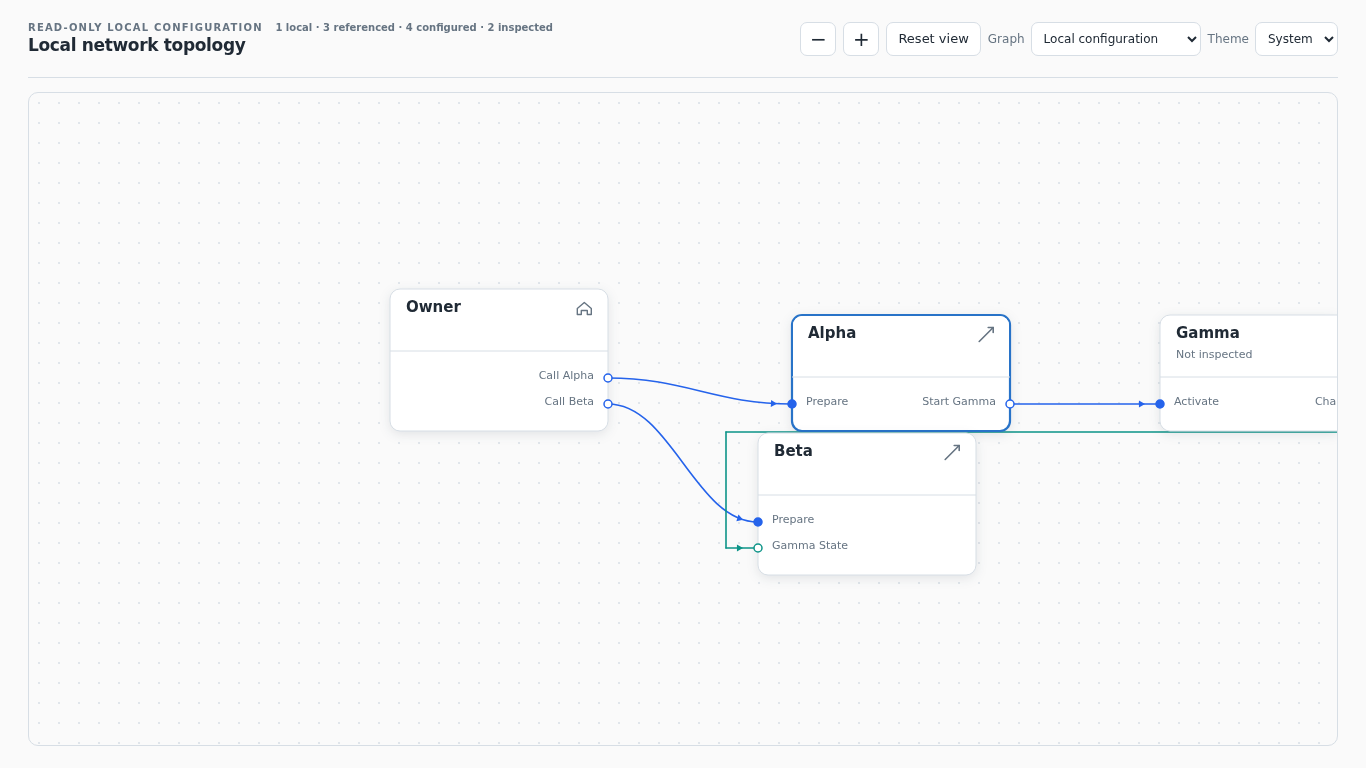 READ-ONLY LOCAL CONFIGURATION 1 local · 3 referenced · 4 configured · 2 inspected
Local network topology
− + Reset view Graph Local configuration Theme System
Owner
Call Alpha
Call Beta
Alpha
Prepare Start Gamma
Gamma
Not inspected
Activate Cha
Beta
Prepare
Gamma State